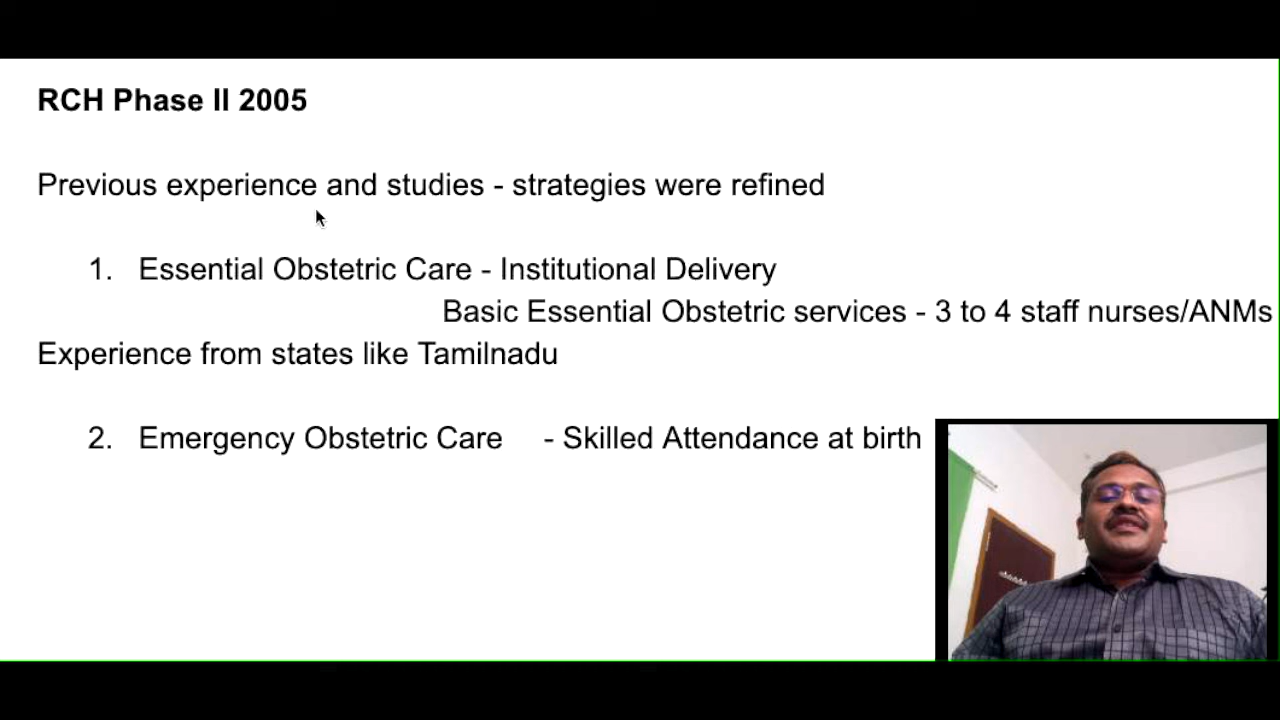 RCH Phase II 2005
Previous experience and studies - strategies were refined
1. Essential Obstetric Care - Institutional Delivery
Basic Essential Obstetric services - 3 to 4 staff nurses/ANMs
Experience from states like Tamilnadu
2. Emergency Obstetric Care - Skilled Attendance at birth